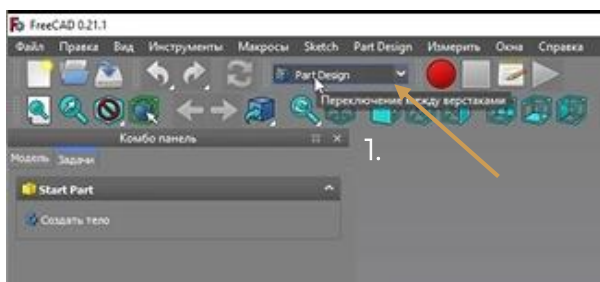 FreeCAD 0.21.1
Файл Правка Вид Инструменты Макросы Sketch Part Design Измерить Окна Справка
Part Design
Переключение между верстаками
Комбо панель
1.
Модель Задачи
Start Part
Создать тело